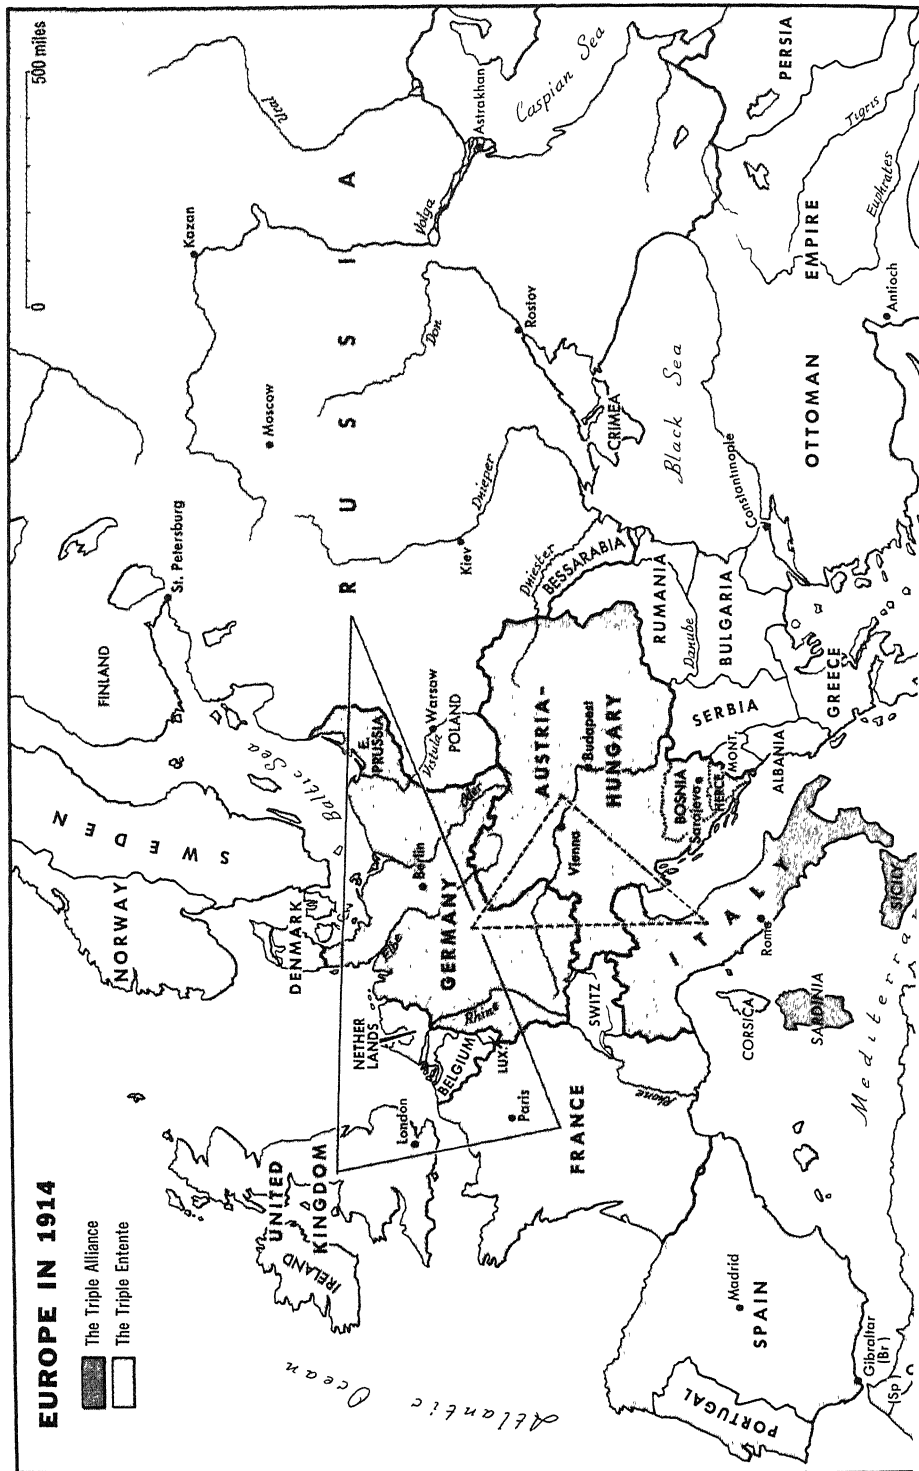 EUROPE IN 1914
The Triple Alliance
The Triple Entente
0
500 miles
Atlantic Ocean
NORWAY
SWEDEN
FINLAND
St. Petersburg
Kazan
Ural
Moscow
RUSSIA
UNITED
KINGDOM
IRELAND
London
DENMARK
Baltic Sea
NETHER
LANDS
Elbe
Berlin
E.
PRUSSIA
Vistula
Warsaw
POLAND
Kiev
Dnieper
Don
Volga
Astrakhan
Caspian Sea
Rostov
CRIMEA
BELGIUM
LUX.
Rhine
GERMANY
Oder
Paris
FRANCE
SWITZ
Vienna
AUSTRIA-
HUNGARY
Budapest
Dniester
BESSARABIA
RUMANIA
Danube
BULGARIA
SERBIA
BOSNIA
Sarajevo
HERCE.
MONT.
ALBANIA
GREECE
Black Sea
Constantinople
OTTOMAN
EMPIRE
Antioch
Euphrates
Tigris
PERSIA
Rhone
ITALY
Rome
CORSICA
SARDINIA
SICILY
Mediterra
Madrid
SPAIN
PORTUGAL
Gibraltar
(Br)
(Sp)